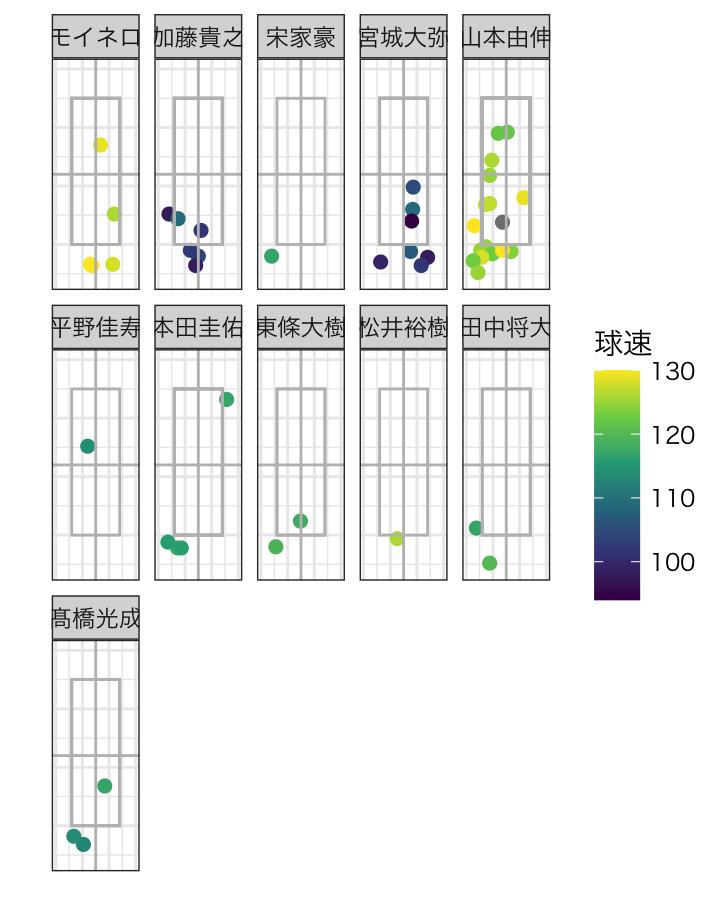 モイネロ
加藤貴之
宋家豪
宮城大弥
山本由伸
平野佳寿
本田圭佑
東條大樹
松井裕樹
田中将大
髙橋光成
球速
130
120
110
100